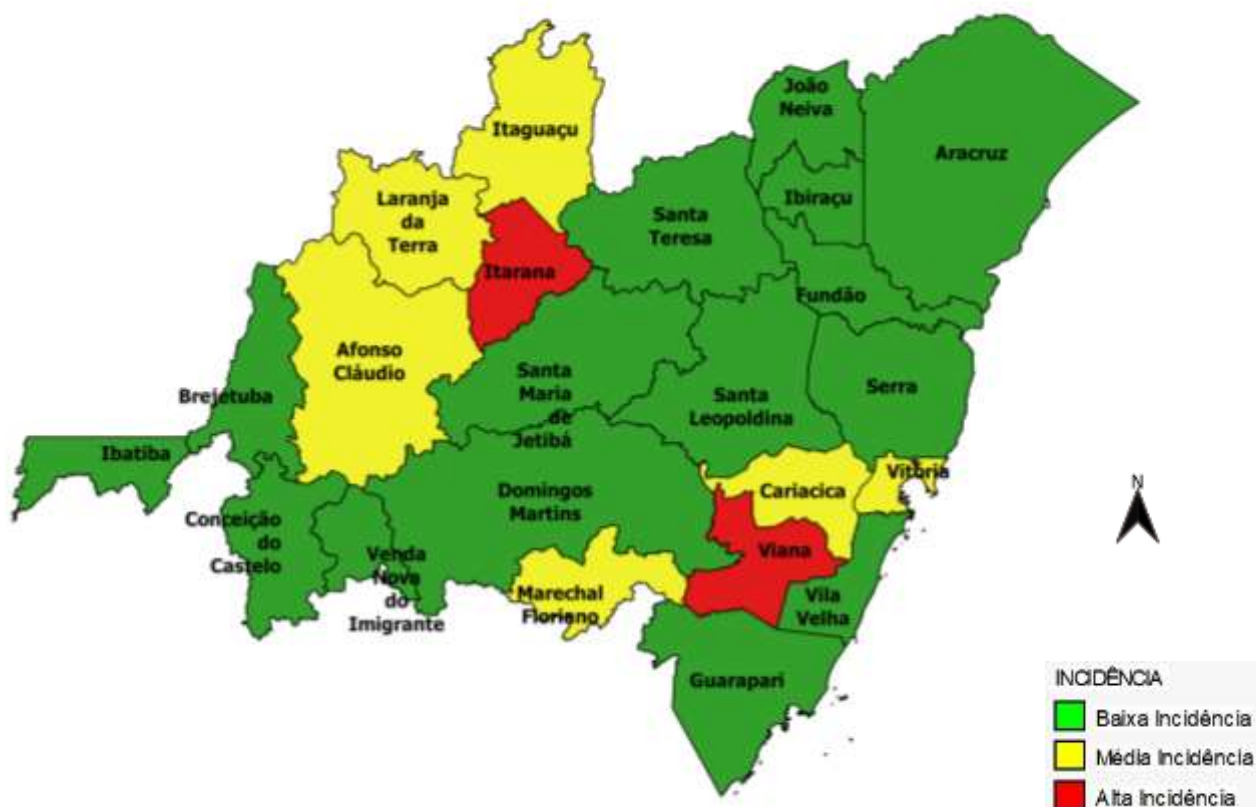 João
Neiva
Itaguaçu
Aracruz
Laranja
da
Terra
Ibiraçu
Santa
Teresa
Itarana
Fundão
Afonso
Cláudio
Santa
Maria
de
Jetibá
Santa
Leopoldina
Serra
Brejetuba
Ibatiba
Vitória
Cariacica
Domingos
Martins
Conceição
do
Castelo
Viana
Venda
Nova
do
Imigrante
Marechal
Floriano
Vila
Velha
Guarapari
N
INCIDÊNCIA
Baixa Incidência
Média Incidência
Alta Incidência